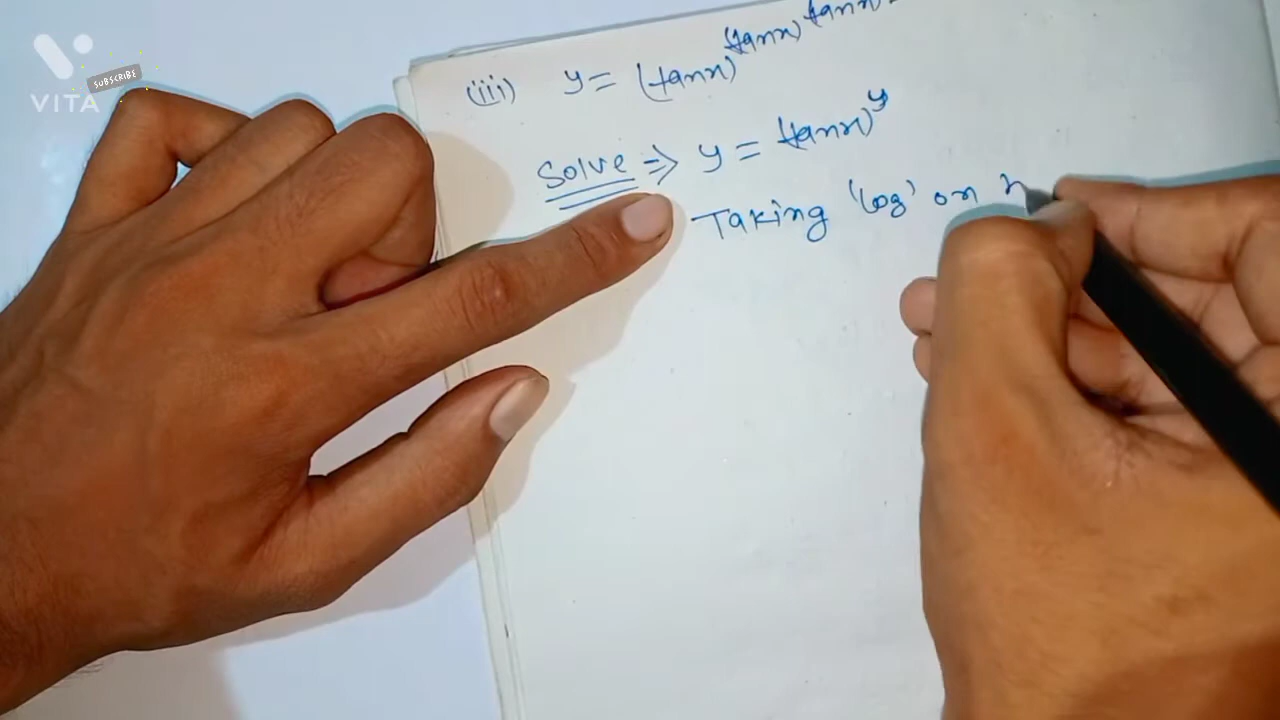 VITA
SUBSCRIBE
(iii) y = (tanx)^(tanx)^(tanx)
Solve ⇒ y = (tanx)^y
Taking 'log' on